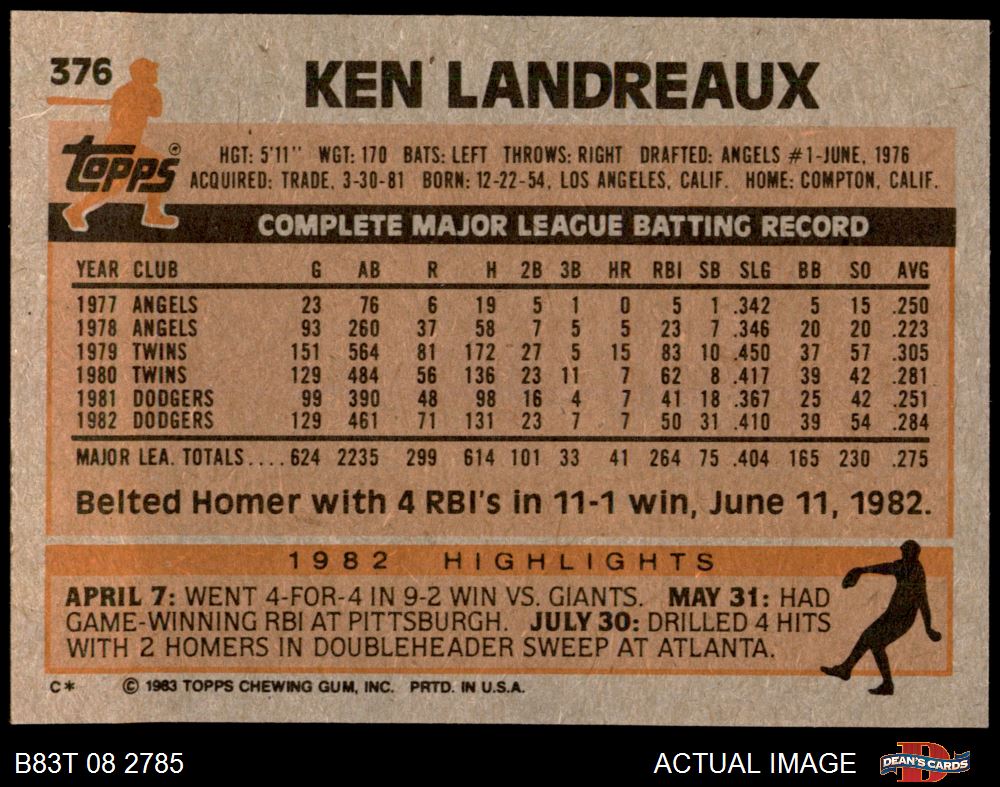 376 KEN LANDREAUX
Topps® HGT: 5'11" WGT: 170 BATS: LEFT THROWS: RIGHT DRAFTED: ANGELS #1-JUNE, 1976
ACQUIRED: TRADE, 3-30-81 BORN: 12-22-54, LOS ANGELES, CALIF. HOME: COMPTON, CALIF.
COMPLETE MAJOR LEAGUE BATTING RECORD
YEAR CLUB G AB R H 2B 3B HR RBI SB SLG BB SO AVG
1977 ANGELS 23 76 6 19 5 1 0 5 1 .342 5 15 .250
1978 ANGELS 93 260 37 58 7 5 5 23 7 .346 20 20 .223
1979 TWINS 151 564 81 172 27 5 15 83 10 .450 37 57 .305
1980 TWINS 129 484 56 136 23 11 7 62 8 .417 39 42 .281
1981 DODGERS 99 390 48 98 16 4 7 41 18 .367 25 42 .251
1982 DODGERS 129 461 71 131 23 7 7 50 31 .410 39 54 .284
MAJOR LEA. TOTALS.... 624 2235 299 614 101 33 41 264 75 .404 165 230 .275
Belted Homer with 4 RBI's in 11-1 win, June 11, 1982.
1982 HIGHLIGHTS
APRIL 7: WENT 4-FOR-4 IN 9-2 WIN VS. GIANTS. MAY 31: HAD
GAME-WINNING RBI AT PITTSBURGH. JULY 30: DRILLED 4 HITS
WITH 2 HOMERS IN DOUBLEHEADER SWEEP AT ATLANTA.
C* © 1983 TOPPS CHEWING GUM, INC. PRTD. IN U.S.A.
B83T 08 2785 ACTUAL IMAGE D DEAN'S CARDS